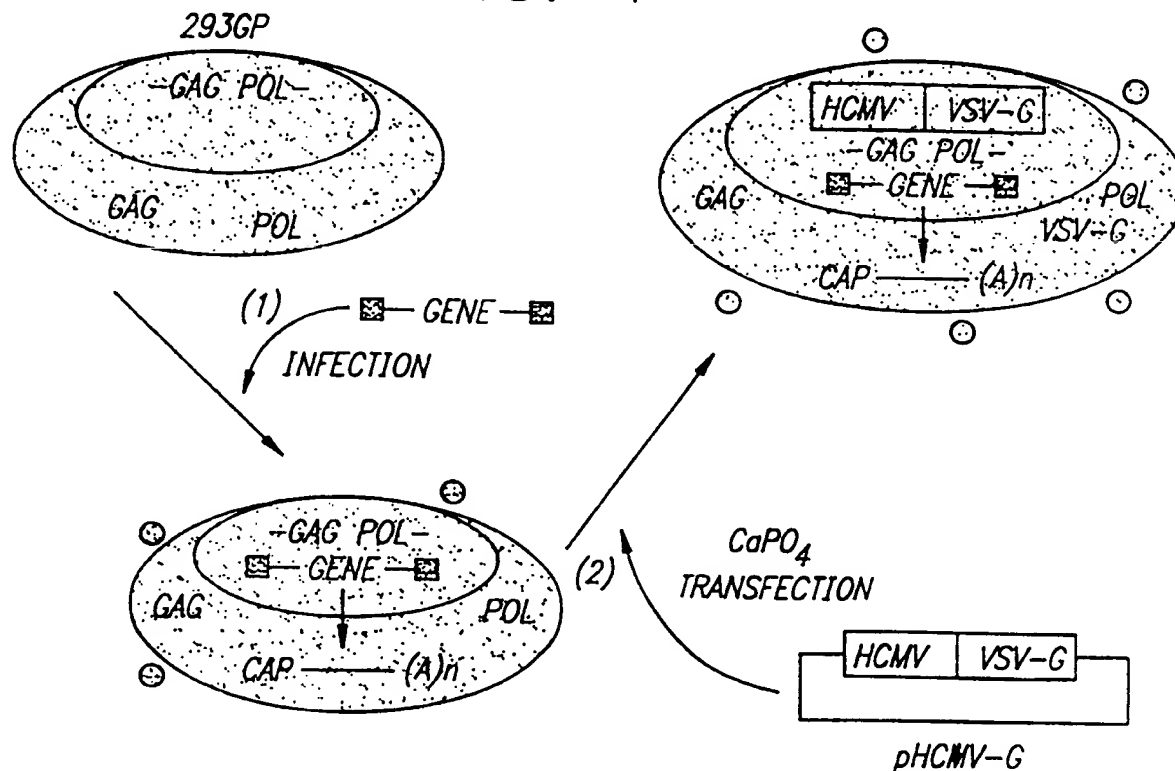 293GP
-GAG POL-
GAG
POL
(1)
GENE
INFECTION
-GAG POL-
GENE
GAG
POL
CAP
(A)n
(2)
CaPO4
TRANSFECTION
HCMV
VSV-G
pHCMV-G
HCMV
VSV-G
-GAG POL-
GENE
GAG
POL
VSV-G
CAP
(A)n